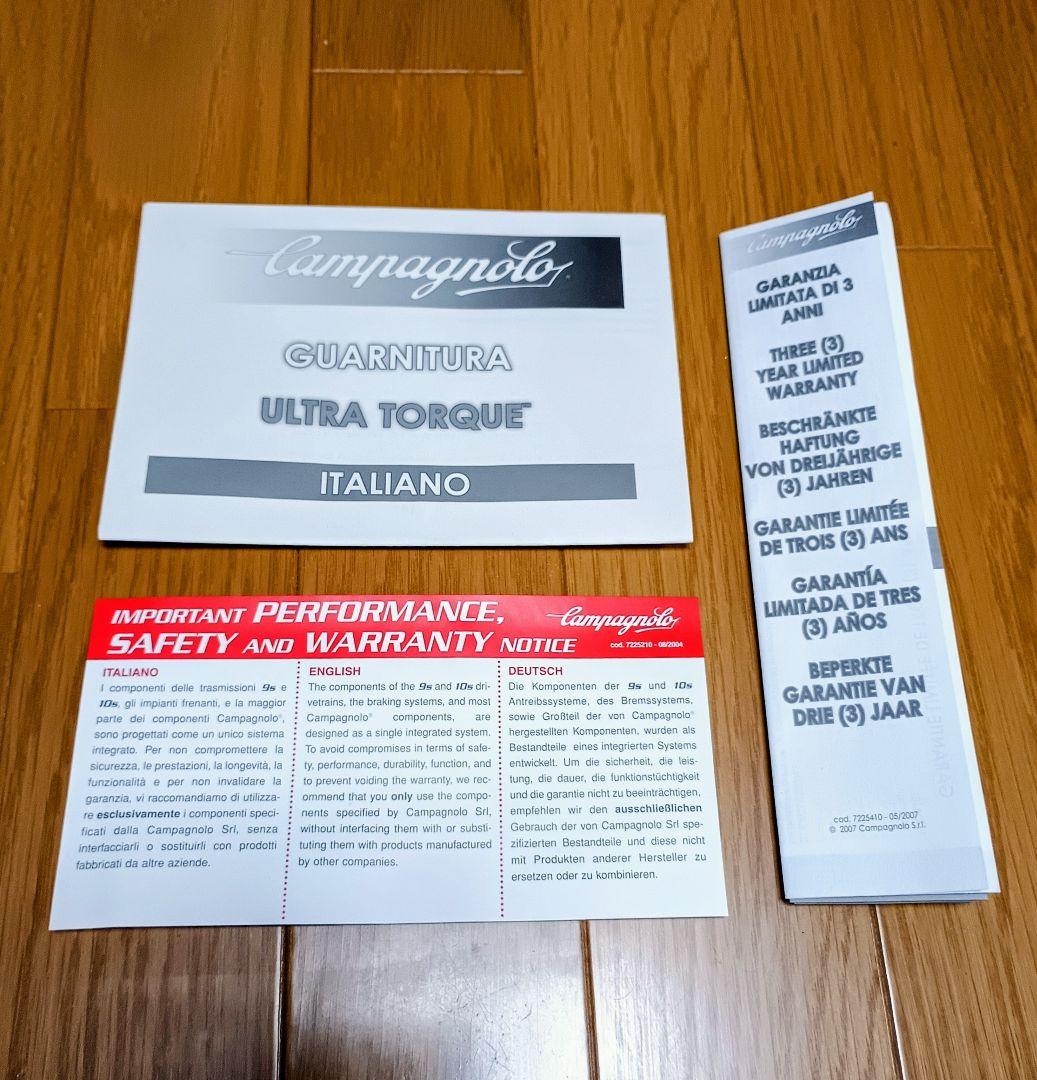 Campagnolo
GUARNITURA
ULTRA TORQUE™
ITALIANO
Campagnolo
GARANZIA
LIMITATA DI 3
ANNI
THREE (3)
YEAR LIMITED
WARRANTY
BESCHRÄNKTE
HAFTUNG
VON DREIJÄHRIGE
(3) JAHREN
GARANTIE LIMITÉE
DE TROIS (3) ANS
GARANTÍA
LIMITADA DE TRES
(3) AÑOS
BEPERKTE
GARANTIE VAN
DRIE (3) JAAR
cod. 7225410 - 05/2007
© 2007 Campagnolo S.r.l.
IMPORTANT PERFORMANCE,
SAFETY AND WARRANTY NOTICE
Campagnolo
cod. 7225210 - 08/2004
ITALIANO
I componenti delle trasmissioni 9s e
10s, gli impianti frenanti, e la maggior
parte dei componenti Campagnolo®,
sono progettati come un unico sistema
integrato. Per non compromettere la
sicurezza, le prestazioni, la longevità, la
funzionalità e per non invalidare la
garanzia, vi raccomandiamo di utilizza-
re esclusivamente i componenti speci-
ficati dalla Campagnolo Srl, senza
interfacciarli o sostituirli con prodotti
fabbricati da altre aziende.
ENGLISH
The components of the 9s and 10s dri-
vetrains, the braking systems, and most
Campagnolo® components, are
designed as a single integrated system.
To avoid compromises in terms of safe-
ty, performance, durability, function, and
to prevent voiding the warranty, we rec-
ommend that you only use the compo-
nents specified by Campagnolo Srl,
without interfacing them with or substi-
tuting them with products manufactured
by other companies.
DEUTSCH
Die Komponenten der 9s und 10s
Antreibssysteme, des Bremssystems,
sowie Großteil der von Campagnolo®
hergestellten Komponenten, wurden als
Bestandteile eines integrierten Systems
entwickelt. Um die sicherheit, die leis-
tung, die dauer, die funktionstüchtigkeit
und die garantie nicht zu beeinträchtigen,
empfehlen wir den ausschließlichen
Gebrauch der von Campagnolo Srl spe-
zifizierten Bestandteile und diese nicht
mit Produkten anderer Hersteller zu
ersetzen oder zu kombinieren.